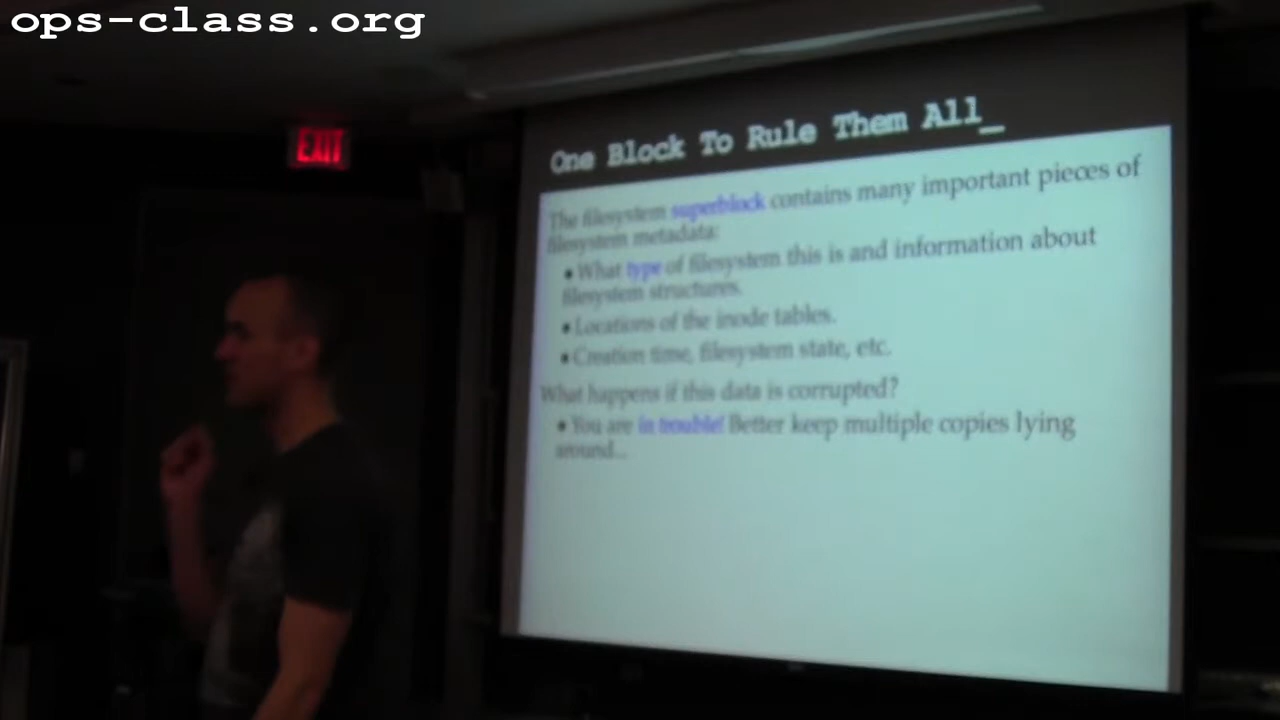 ops-class.org
EXIT
One Block To Rule Them All_
The filesystem superblock contains many important pieces of
filesystem metadata:
• What type of filesystem this is and information about
filesystem structures.
• Locations of the inode tables.
• Creation time, filesystem state, etc.
What happens if this data is corrupted?
• You are in trouble! Better keep multiple copies lying
around...